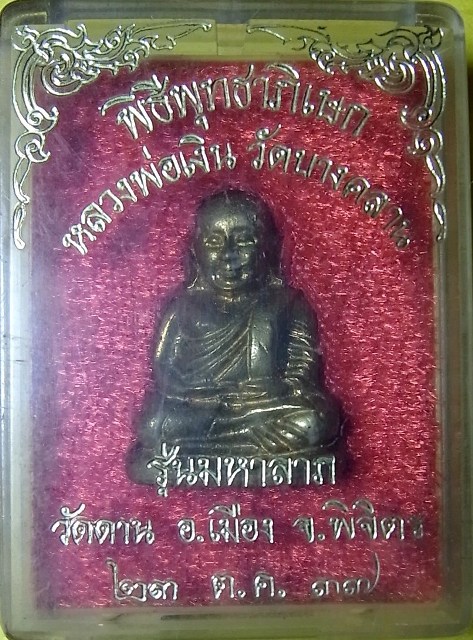 พิธีพุทธาภิเษก
หลวงพ่อเงิน วัดบางคลาน
รุ่นมหาลาภ
วัดดาน อ.เมือง จ.พิจิตร
๒๓ ต.ค. ๓๗